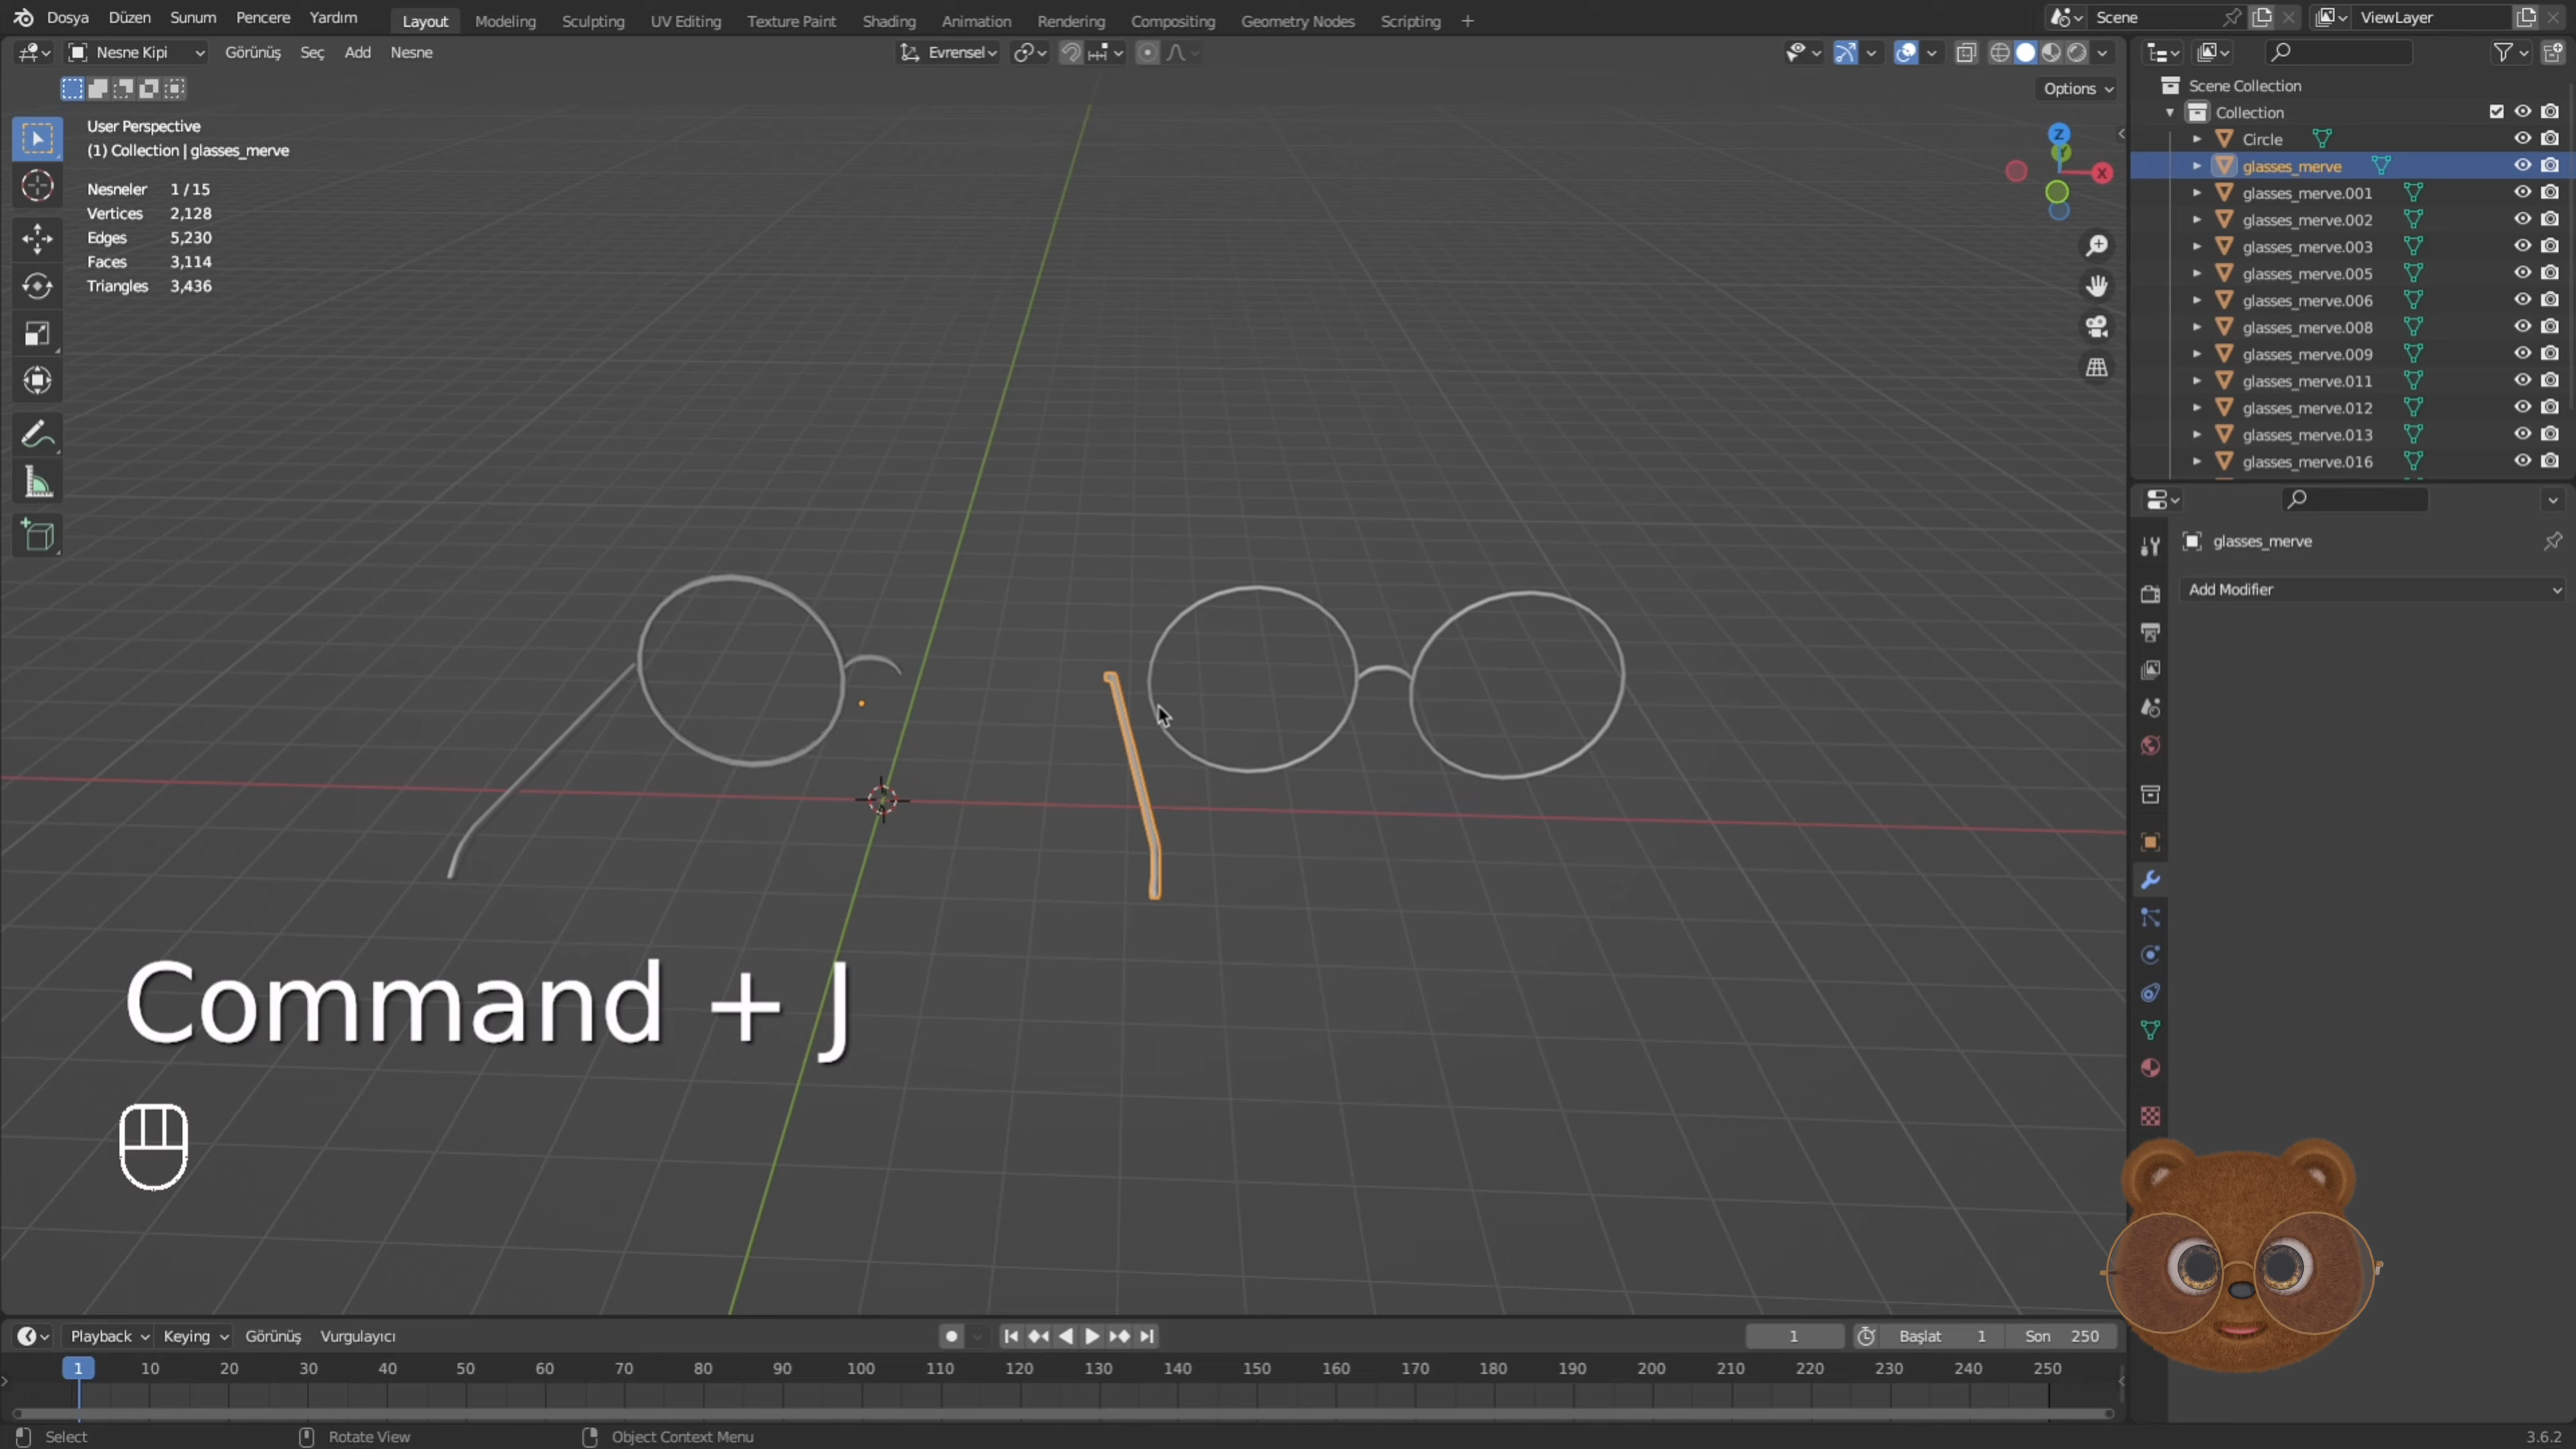 Dosya Düzen Sunum Pencere Yardım Layout Modeling Sculpting UV Editing Texture Paint Shading Animation Rendering Compositing Geometry Nodes Scripting + Scene ViewLayer
Nesne Kipi Görünüş Seç Add Nesne Evrensel
Options
User Perspective
(1) Collection | glasses_merve
Nesneler 1 / 15
Vertices 2,128
Edges 5,230
Faces 3,114
Triangles 3,436
Z
Y
X
Scene Collection
Collection
Circle
glasses_merve
glasses_merve.001
glasses_merve.002
glasses_merve.003
glasses_merve.005
glasses_merve.006
glasses_merve.008
glasses_merve.009
glasses_merve.011
glasses_merve.012
glasses_merve.013
glasses_merve.016
glasses_merve
Add Modifier
Command + J
Playback Keying Görünüş Vurgulayıcı 1 Başlat 1 Son 250
1 10 20 30 40 50 60 70 80 90 100 110 120 130 140 150 160 170 180 190 200 210 220 230 240 250
Select Rotate View Object Context Menu 3.6.2